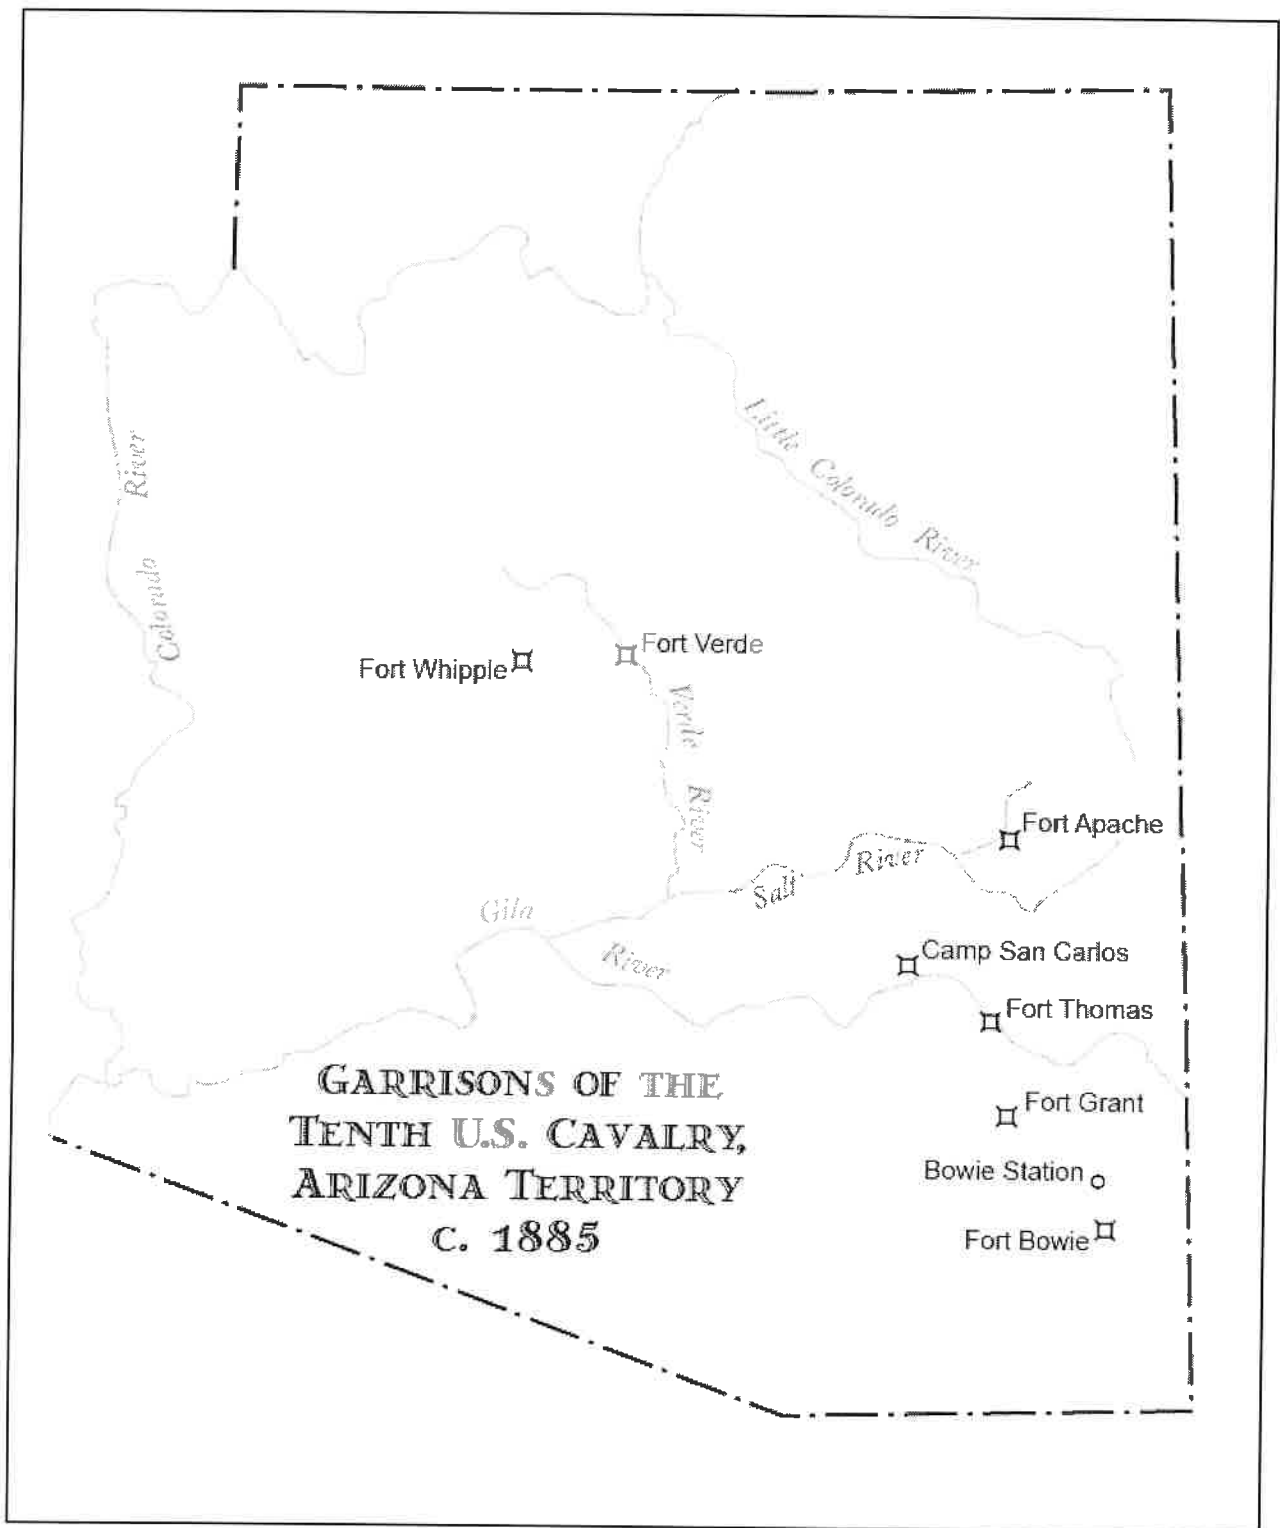 Little Colorado River
Colorado River
Fort Whipple
Fort Verde
Verde River
Fort Apache
Salt River
Gila River
Camp San Carlos
Fort Thomas
GARRISONS OF THE
TENTH U.S. CAVALRY,
ARIZONA TERRITORY
C. 1885
Fort Grant
Bowie Station
Fort Bowie